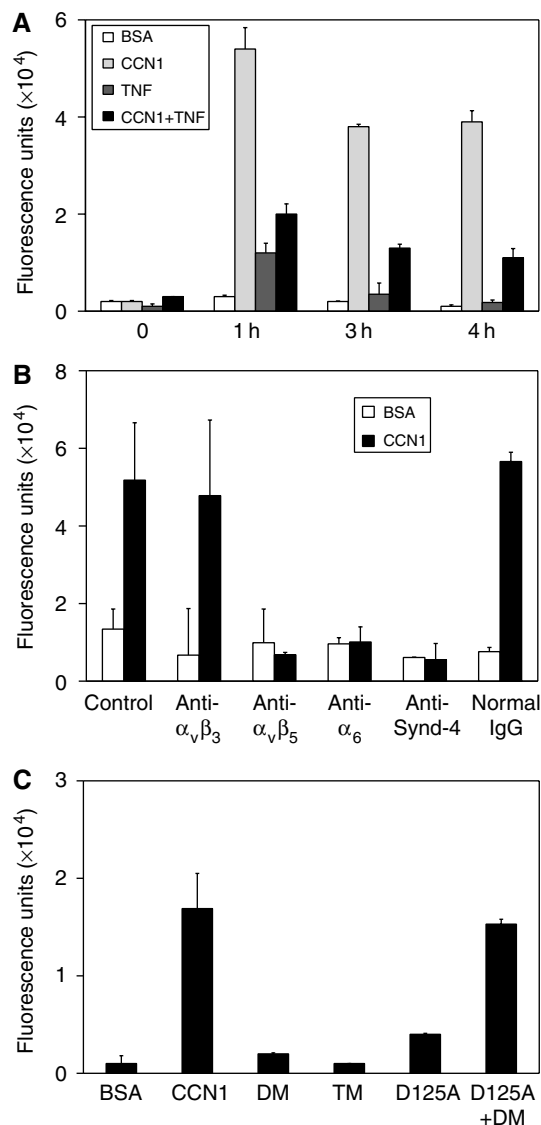 A
Fluorescence units (×10⁴)
6
4
2
0
BSA
CCN1
TNF
CCN1+TNF
0 1 h 3 h 4 h
B
Fluorescence units (×10⁴)
8
6
4
2
0
BSA
CCN1
Control Anti-αvβ3 Anti-αvβ5 Anti-α6 Anti-Synd-4 Normal IgG
C
Fluorescence units (×10⁴)
3
2
1
0
BSA CCN1 DM TM D125A D125A+DM